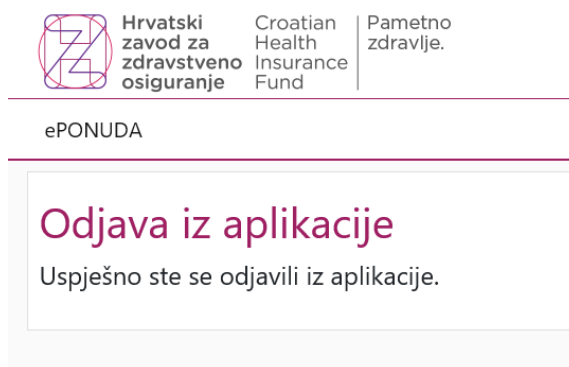 Hrvatski
zavod za
zdravstveno
osiguranje
Croatian
Health
Insurance
Fund
Pametno
zdravlje.
ePONUDA
Odjava iz aplikacije
Uspješno ste se odjavili iz aplikacije.